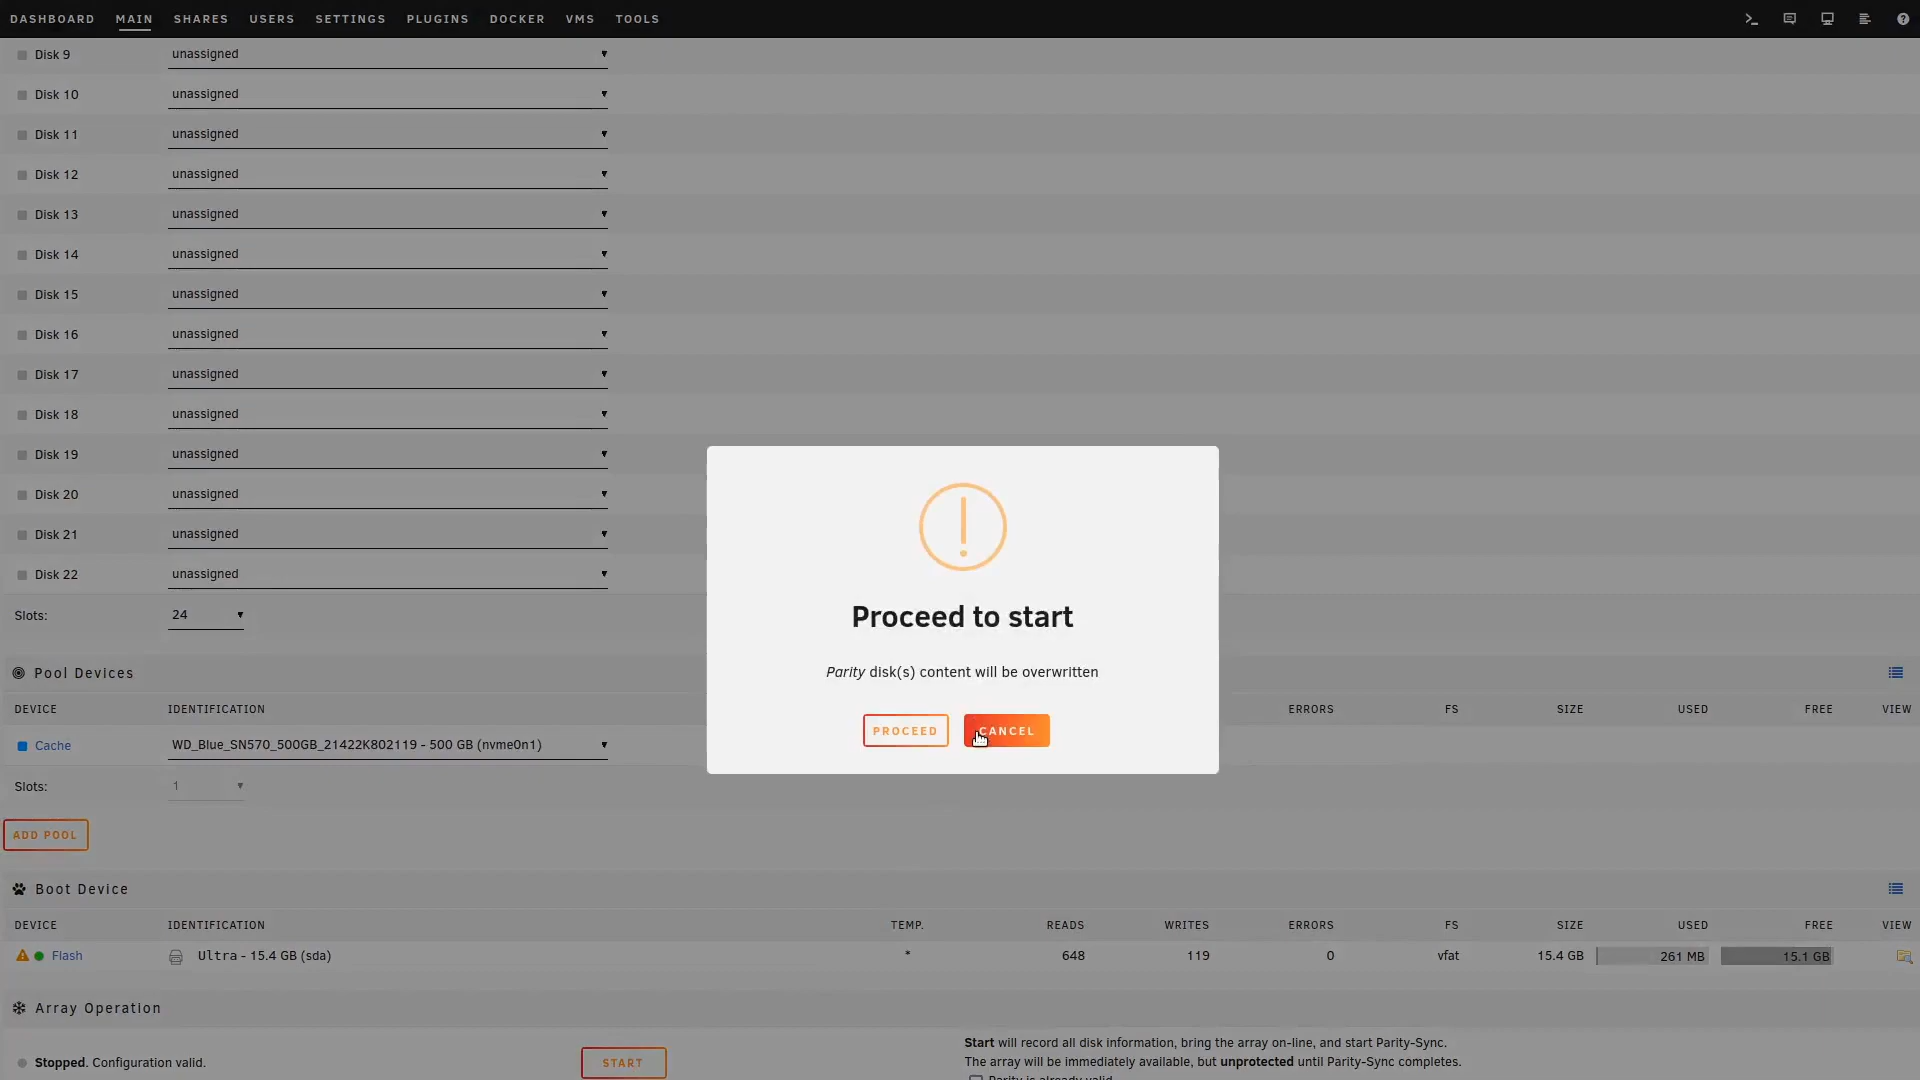 DASHBOARD MAIN SHARES USERS SETTINGS PLUGINS DOCKER VMS TOOLS
Disk 9 unassigned
Disk 10 unassigned
Disk 11 unassigned
Disk 12 unassigned
Disk 13 unassigned
Disk 14 unassigned
Disk 15 unassigned
Disk 16 unassigned
Disk 17 unassigned
Disk 18 unassigned
Disk 19 unassigned
Disk 20 unassigned
Disk 21 unassigned
Disk 22 unassigned
Slots: 24
Proceed to start
Parity disk(s) content will be overwritten
PROCEED CANCEL
Pool Devices
DEVICE IDENTIFICATION ERRORS FS SIZE USED FREE VIEW
Cache WD_Blue_SN570_500GB_21422K802119 - 500 GB (nvme0n1)
Slots: 1
ADD POOL
Boot Device
DEVICE IDENTIFICATION TEMP. READS WRITES ERRORS FS SIZE USED FREE VIEW
Flash Ultra - 15.4 GB (sda) * 648 119 0 vfat 15.4 GB 261 MB 15.1 GB
Array Operation
Stopped. Configuration valid. START
Start will record all disk information, bring the array on-line, and start Parity-Sync.
The array will be immediately available, but unprotected until Parity-Sync completes.
Parity is already valid